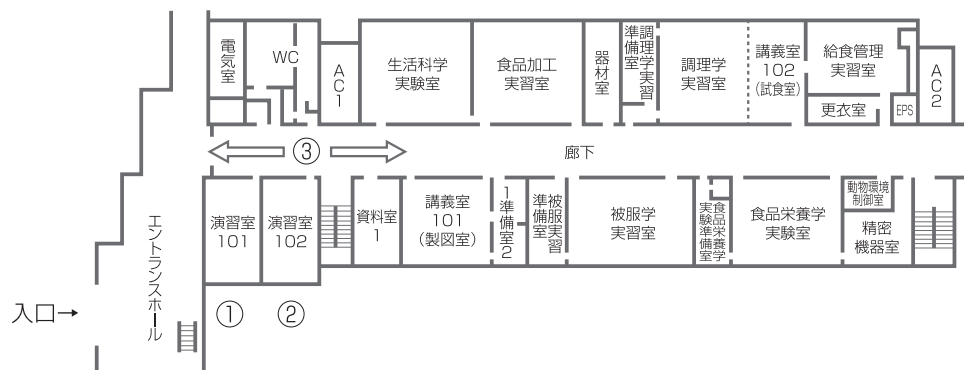 電気室
WC
AC1
生活科学
実験室
食品加工
実習室
器材室
調理学実習
準備室
調理学
実習室
講義室
102
(試食室)
給食管理
実習室
更衣室
EPS
AC2
③
廊下
演習室
101
演習室
102
資料室
1
講義室
101
(製図室)
1準備室2
被服実習
準備室
被服学
実習室
食品栄養学
実験準備室
食品栄養学
実験室
動物環境
制御室
精密
機器室
エントランスホール
入口→
①
②